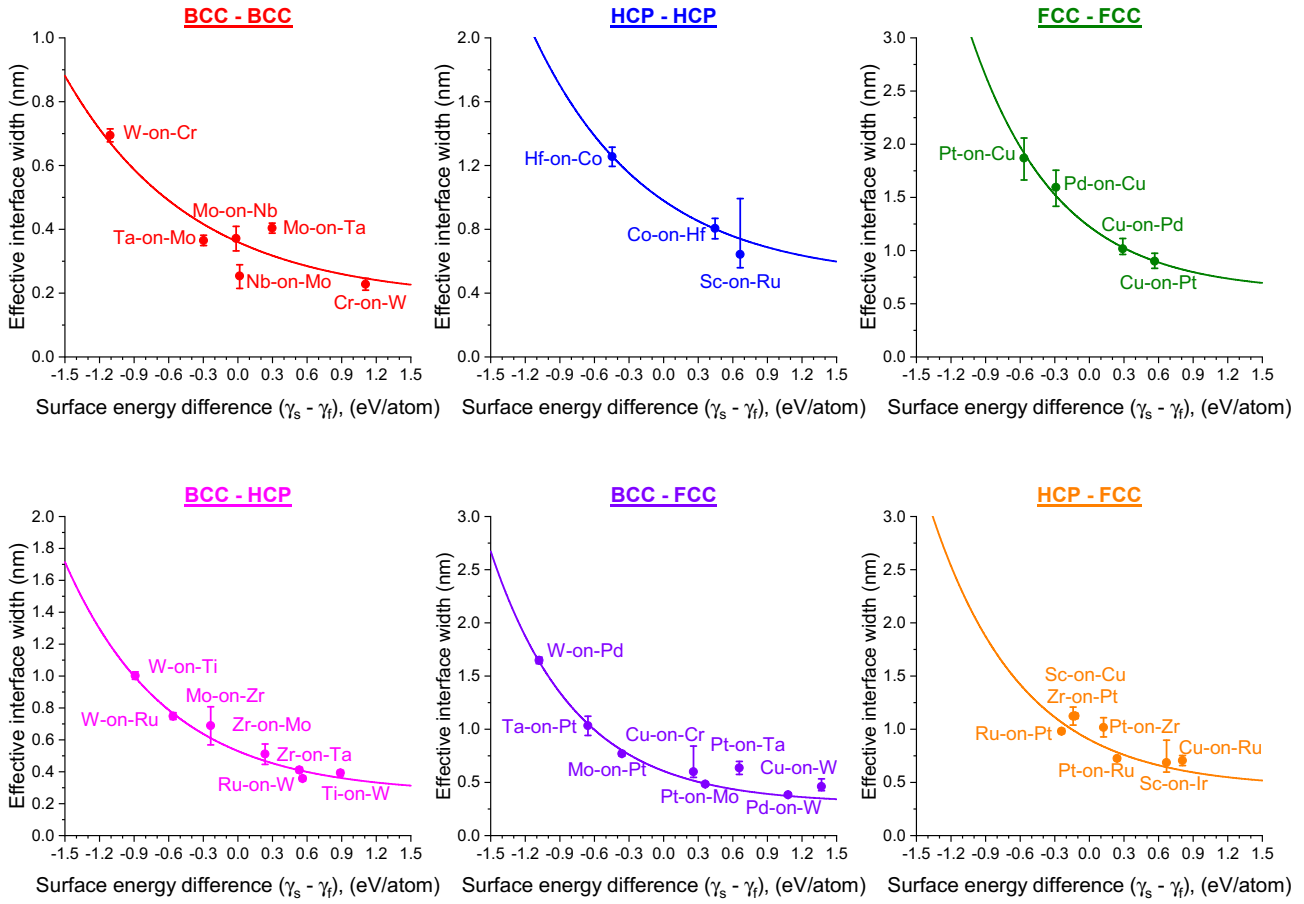 BCC - BCC
Effective interface width (nm)
1.0
0.8
0.6
0.4
0.2
0.0
W-on-Cr
Mo-on-Nb
Ta-on-Mo
Mo-on-Ta
Nb-on-Mo
Cr-on-W
-1.5 -1.2 -0.9 -0.6 -0.3 0.0 0.3 0.6 0.9 1.2 1.5
Surface energy difference (γs - γf), (eV/atom)
HCP - HCP
Effective interface width (nm)
2.0
1.6
1.2
0.8
0.4
0.0
Hf-on-Co
Co-on-Hf
Sc-on-Ru
-1.5 -1.2 -0.9 -0.6 -0.3 0.0 0.3 0.6 0.9 1.2 1.5
Surface energy difference (γs - γf), (eV/atom)
FCC - FCC
Effective interface width (nm)
3.0
2.5
2.0
1.5
1.0
0.5
0.0
Pt-on-Cu
Pd-on-Cu
Cu-on-Pd
Cu-on-Pt
-1.5 -1.2 -0.9 -0.6 -0.3 0.0 0.3 0.6 0.9 1.2 1.5
Surface energy difference (γs - γf), (eV/atom)
BCC - HCP
Effective interface width (nm)
2.0
1.8
1.6
1.4
1.2
1.0
0.8
0.6
0.4
0.2
0.0
W-on-Ti
Mo-on-Zr
W-on-Ru
Zr-on-Mo
Zr-on-Ta
Ru-on-W
Ti-on-W
-1.5 -1.2 -0.9 -0.6 -0.3 0.0 0.3 0.6 0.9 1.2 1.5
Surface energy difference (γs - γf), (eV/atom)
BCC - FCC
Effective interface width (nm)
3.0
2.5
2.0
1.5
1.0
0.5
0.0
W-on-Pd
Ta-on-Pt
Cu-on-Cr
Pt-on-Ta
Mo-on-Pt
Cu-on-W
Pt-on-Mo
Pd-on-W
-1.5 -1.2 -0.9 -0.6 -0.3 0.0 0.3 0.6 0.9 1.2 1.5
Surface energy difference (γs - γf), (eV/atom)
HCP - FCC
Effective interface width (nm)
3.0
2.5
2.0
1.5
1.0
0.5
0.0
Sc-on-Cu
Zr-on-Pt
Ru-on-Pt
Pt-on-Zr
Pt-on-Ru
Cu-on-Ru
Sc-on-Ir
-1.5 -1.2 -0.9 -0.6 -0.3 0.0 0.3 0.6 0.9 1.2 1.5
Surface energy difference (γs - γf), (eV/atom)